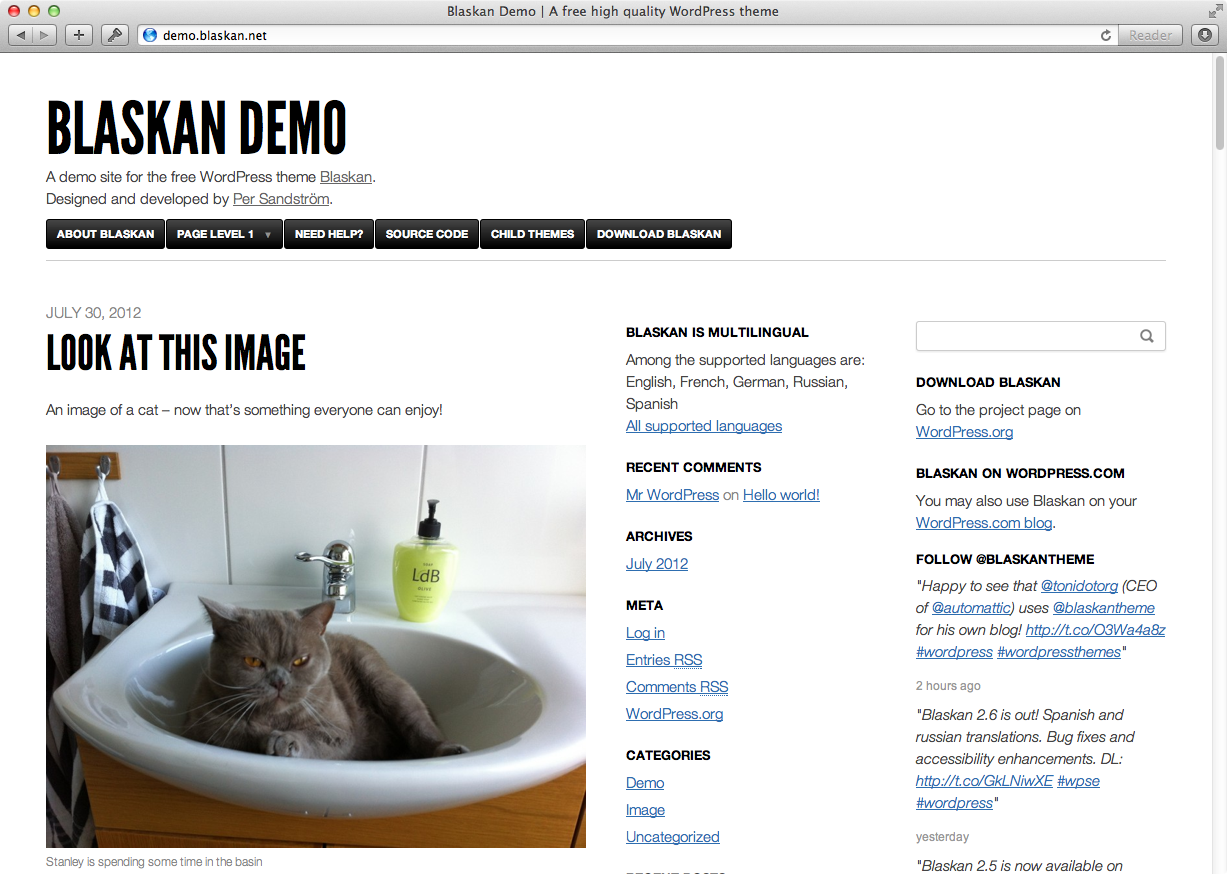 Blaskan Demo | A free high quality WordPress theme
demo.blaskan.net
Reader
BLASKAN DEMO
A demo site for the free WordPress theme Blaskan.
Designed and developed by Per Sandström.
ABOUT BLASKAN
PAGE LEVEL 1 ▼
NEED HELP?
SOURCE CODE
CHILD THEMES
DOWNLOAD BLASKAN
JULY 30, 2012
LOOK AT THIS IMAGE
An image of a cat – now that's something everyone can enjoy!
LdB
Stanley is spending some time in the basin
BLASKAN IS MULTILINGUAL
Among the supported languages are:
English, French, German, Russian,
Spanish
All supported languages
RECENT COMMENTS
Mr WordPress on Hello world!
ARCHIVES
July 2012
META
Log in
Entries RSS
Comments RSS
WordPress.org
CATEGORIES
Demo
Image
Uncategorized
DOWNLOAD BLASKAN
Go to the project page on
WordPress.org
BLASKAN ON WORDPRESS.COM
You may also use Blaskan on your
WordPress.com blog.
FOLLOW @BLASKANTHEME
"Happy to see that @tonidotorg (CEO
of @automattic) uses @blaskantheme
for his own blog! http://t.co/O3Wa4a8z
#wordpress #wordpressthemes"
2 hours ago
"Blaskan 2.6 is out! Spanish and
russian translations. Bug fixes and
accessibility enhancements. DL:
http://t.co/GkLNiwXE #wpse
#wordpress"
yesterday
"Blaskan 2.5 is now available on